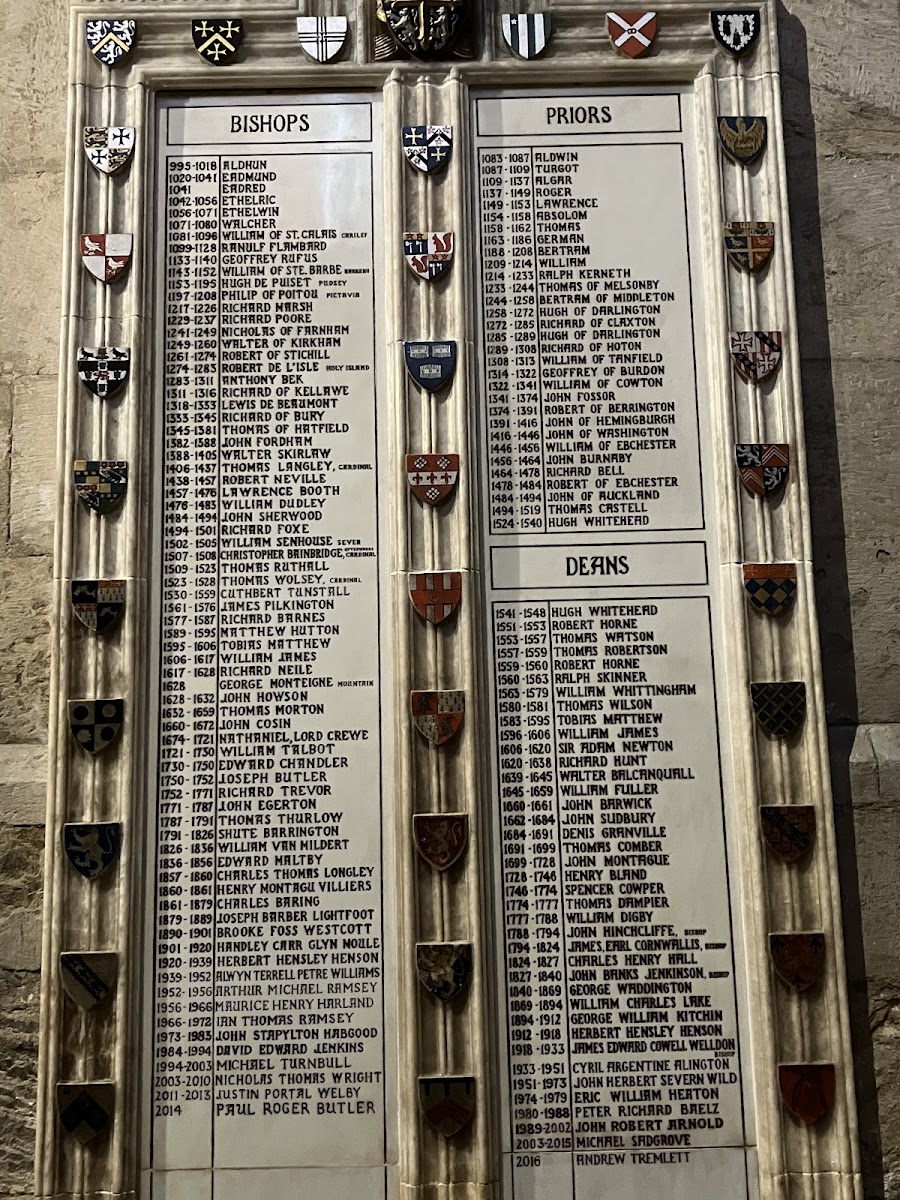 BISHOPS
995-1018 ALDHUN
1020-1041 EADMUND
1041 EADRED
1042-1056 ETHELRIC
1056-1071 ETHELWIN
1071-1080 WALCHER
1081-1096 WILLIAM OF ST. CALAIS CARILEF
1099-1128 RANULF FLAMBARD
1133-1140 GEOFFREY RUFUS
1143-1152 WILLIAM OF STE. BARBE BARBARA
1153-1195 HUGH DE PUISET PUDSEY
1197-1208 PHILIP OF POITOU PICTAVIA
1217-1226 RICHARD MARSH
1229-1237 RICHARD POORE
1241-1249 NICHOLAS OF FARNHAM
1249-1260 WALTER OF KIRKHAM
1261-1274 ROBERT OF STICHILL
1274-1283 ROBERT DE L'ISLE HOLY ISLAND
1283-1311 ANTHONY BEK
1311-1316 RICHARD OF KELLAWE
1318-1333 LEWIS DE BEAUMONT
1333-1345 RICHARD OF BURY
1345-1381 THOMAS OF HATFIELD
1382-1388 JOHN FORDHAM
1388-1405 WALTER SKIRLAW
1406-1437 THOMAS LANGLEY, CARDINAL
1438-1457 ROBERT NEVILLE
1457-1476 LAWRENCE BOOTH
1476-1483 WILLIAM DUDLEY
1484-1494 JOHN SHERWOOD
1494-1501 RICHARD FOXE
1502-1505 WILLIAM SENHOUSE SEVER
1507-1508 CHRISTOPHER BAINBRIDGE, AFTERWARDS CARDINAL
1509-1523 THOMAS RUTHALL
1523-1528 THOMAS WOLSEY, CARDINAL
1530-1559 CUTHBERT TUNSTALL
1561-1576 JAMES PILKINGTON
1577-1587 RICHARD BARNES
1589-1595 MATTHEW HUTTON
1595-1606 TOBIAS MATTHEW
1606-1617 WILLIAM JAMES
1617-1628 RICHARD NEILE
1628 GEORGE MONTEIGNE MOUNTAIN
1628-1632 JOHN HOWSON
1632-1659 THOMAS MORTON
1660-1672 JOHN COSIN
1674-1721 NATHANIEL, LORD CREWE
1721-1730 WILLIAM TALBOT
1730-1750 EDWARD CHANDLER
1750-1752 JOSEPH BUTLER
1752-1771 RICHARD TREVOR
1771-1787 JOHN EGERTON
1787-1791 THOMAS THURLOW
1791-1826 SHUTE BARRINGTON
1826-1836 WILLIAM VAN MILDERT
1836-1856 EDWARD MALTBY
1857-1860 CHARLES THOMAS LONGLEY
1860-1861 HENRY MONTAGU VILLIERS
1861-1879 CHARLES BARING
1879-1889 JOSEPH BARBER LIGHTFOOT
1890-1901 BROOKE FOSS WESTCOTT
1901-1920 HANDLEY CARR GLYN MOULE
1920-1939 HERBERT HENSLEY HENSON
1939-1952 ALWYN TERRELL PETRE WILLIAMS
1952-1956 ARTHUR MICHAEL RAMSEY
1956-1966 MAURICE HENRY HARLAND
1966-1972 IAN THOMAS RAMSEY
1973-1983 JOHN STAPYLTON HABGOOD
1984-1994 DAVID EDWARD JENKINS
1994-2003 MICHAEL TURNBULL
2003-2010 NICHOLAS THOMAS WRIGHT
2011-2013 JUSTIN PORTAL WELBY
2014 PAUL ROGER BUTLER
PRIORS
1083-1087 ALDWIN
1087-1109 TURGOT
1109-1137 ALGAR
1137-1149 ROGER
1149-1153 LAWRENCE
1154-1158 ABSOLOM
1158-1162 THOMAS
1163-1186 GERMAN
1188-1208 BERTRAM
1209-1214 WILLIAM
1214-1233 RALPH KERNETH
1233-1244 THOMAS OF MELSONBY
1244-1258 BERTRAM OF MIDDLETON
1258-1272 HUGH OF DARLINGTON
1272-1285 RICHARD OF CLAXTON
1285-1289 HUGH OF DARLINGTON
1289-1308 RICHARD OF HOTON
1308-1313 WILLIAM OF TANFIELD
1314-1322 GEOFFREY OF BURDON
1322-1341 WILLIAM OF COWTON
1341-1374 JOHN FOSSOR
1374-1391 ROBERT OF BERRINGTON
1391-1416 JOHN OF HEMINGBURGH
1416-1446 JOHN OF WASHINGTON
1446-1456 WILLIAM OF EBCHESTER
1456-1464 JOHN BURNABY
1464-1478 RICHARD BELL
1478-1484 ROBERT OF EBCHESTER
1484-1494 JOHN OF AUCKLAND
1494-1519 THOMAS CASTELL
1524-1540 HUGH WHITEHEAD
DEANS
1541-1548 HUGH WHITEHEAD
1551-1553 ROBERT HORNE
1553-1557 THOMAS WATSON
1557-1559 THOMAS ROBERTSON
1559-1560 ROBERT HORNE
1560-1563 RALPH SKINNER
1563-1579 WILLIAM WHITTINGHAM
1580-1581 THOMAS WILSON
1583-1595 TOBIAS MATTHEW
1596-1606 WILLIAM JAMES
1606-1620 SIR ADAM NEWTON
1620-1638 RICHARD HUNT
1639-1645 WALTER BALCANQUALL
1645-1659 WILLIAM FULLER
1660-1661 JOHN BARWICK
1662-1684 JOHN SUDBURY
1684-1691 DENIS GRANVILLE
1691-1699 THOMAS COMBER
1699-1728 JOHN MONTAGUE
1728-1746 HENRY BLAND
1746-1774 SPENCER COWPER
1774-1777 THOMAS DAMPIER
1777-1788 WILLIAM DIGBY
1788-1794 JOHN HINCHCLIFFE, BISHOP
1794-1824 JAMES, EARL CORNWALLIS, BISHOP
1824-1827 CHARLES HENRY HALL
1827-1840 JOHN BANKS JENKINSON, BISHOP
1840-1869 GEORGE WADDINGTON
1869-1894 WILLIAM CHARLES LAKE
1894-1912 GEORGE WILLIAM KITCHIN
1912-1918 HERBERT HENSLEY HENSON
1918-1933 JAMES EDWARD COWELL WELLDON
BISHOP
1933-1951 CYRIL ARGENTINE ALINGTON
1951-1973 JOHN HERBERT SEVERN WILD
1974-1979 ERIC WILLIAM HEATON
1980-1988 PETER RICHARD BAELZ
1989-2002 JOHN ROBERT ARNOLD
2003-2015 MICHAEL SADGROVE
2016 ANDREW TREMLETT